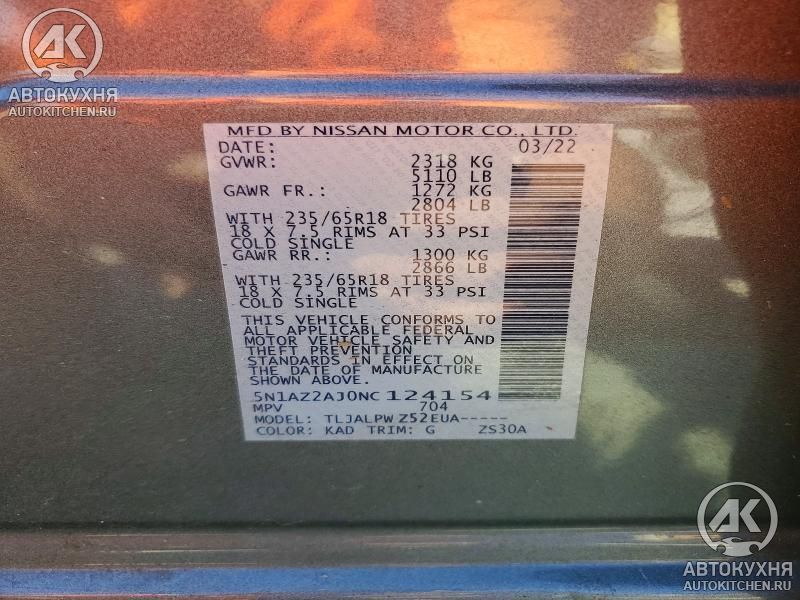 АК
АВТОКУХНЯ
AUTOKITCHEN.RU
MFD BY NISSAN MOTOR CO., LTD.
DATE: 03/22
GVWR: 2318 KG
5110 LB
GAWR FR.: 1272 KG
2804 LB
WITH 235/65R18 TIRES
18 X 7.5 RIMS AT 33 PSI
COLD SINGLE
GAWR RR.: 1300 KG
2866 LB
WITH 235/65R18 TIRES
18 X 7.5 RIMS AT 33 PSI
COLD SINGLE
THIS VEHICLE CONFORMS TO
ALL APPLICABLE FEDERAL
MOTOR VEHICLE SAFETY AND
THEFT PREVENTION
STANDARDS IN EFFECT ON
THE DATE OF MANUFACTURE
SHOWN ABOVE.
5N1AZ2AJ0NC 124154
MPV 704
MODEL: TLJALPW Z52EUA-----
COLOR: KAD TRIM: G ZS30A
АК
АВТОКУХНЯ
AUTOKITCHEN.RU